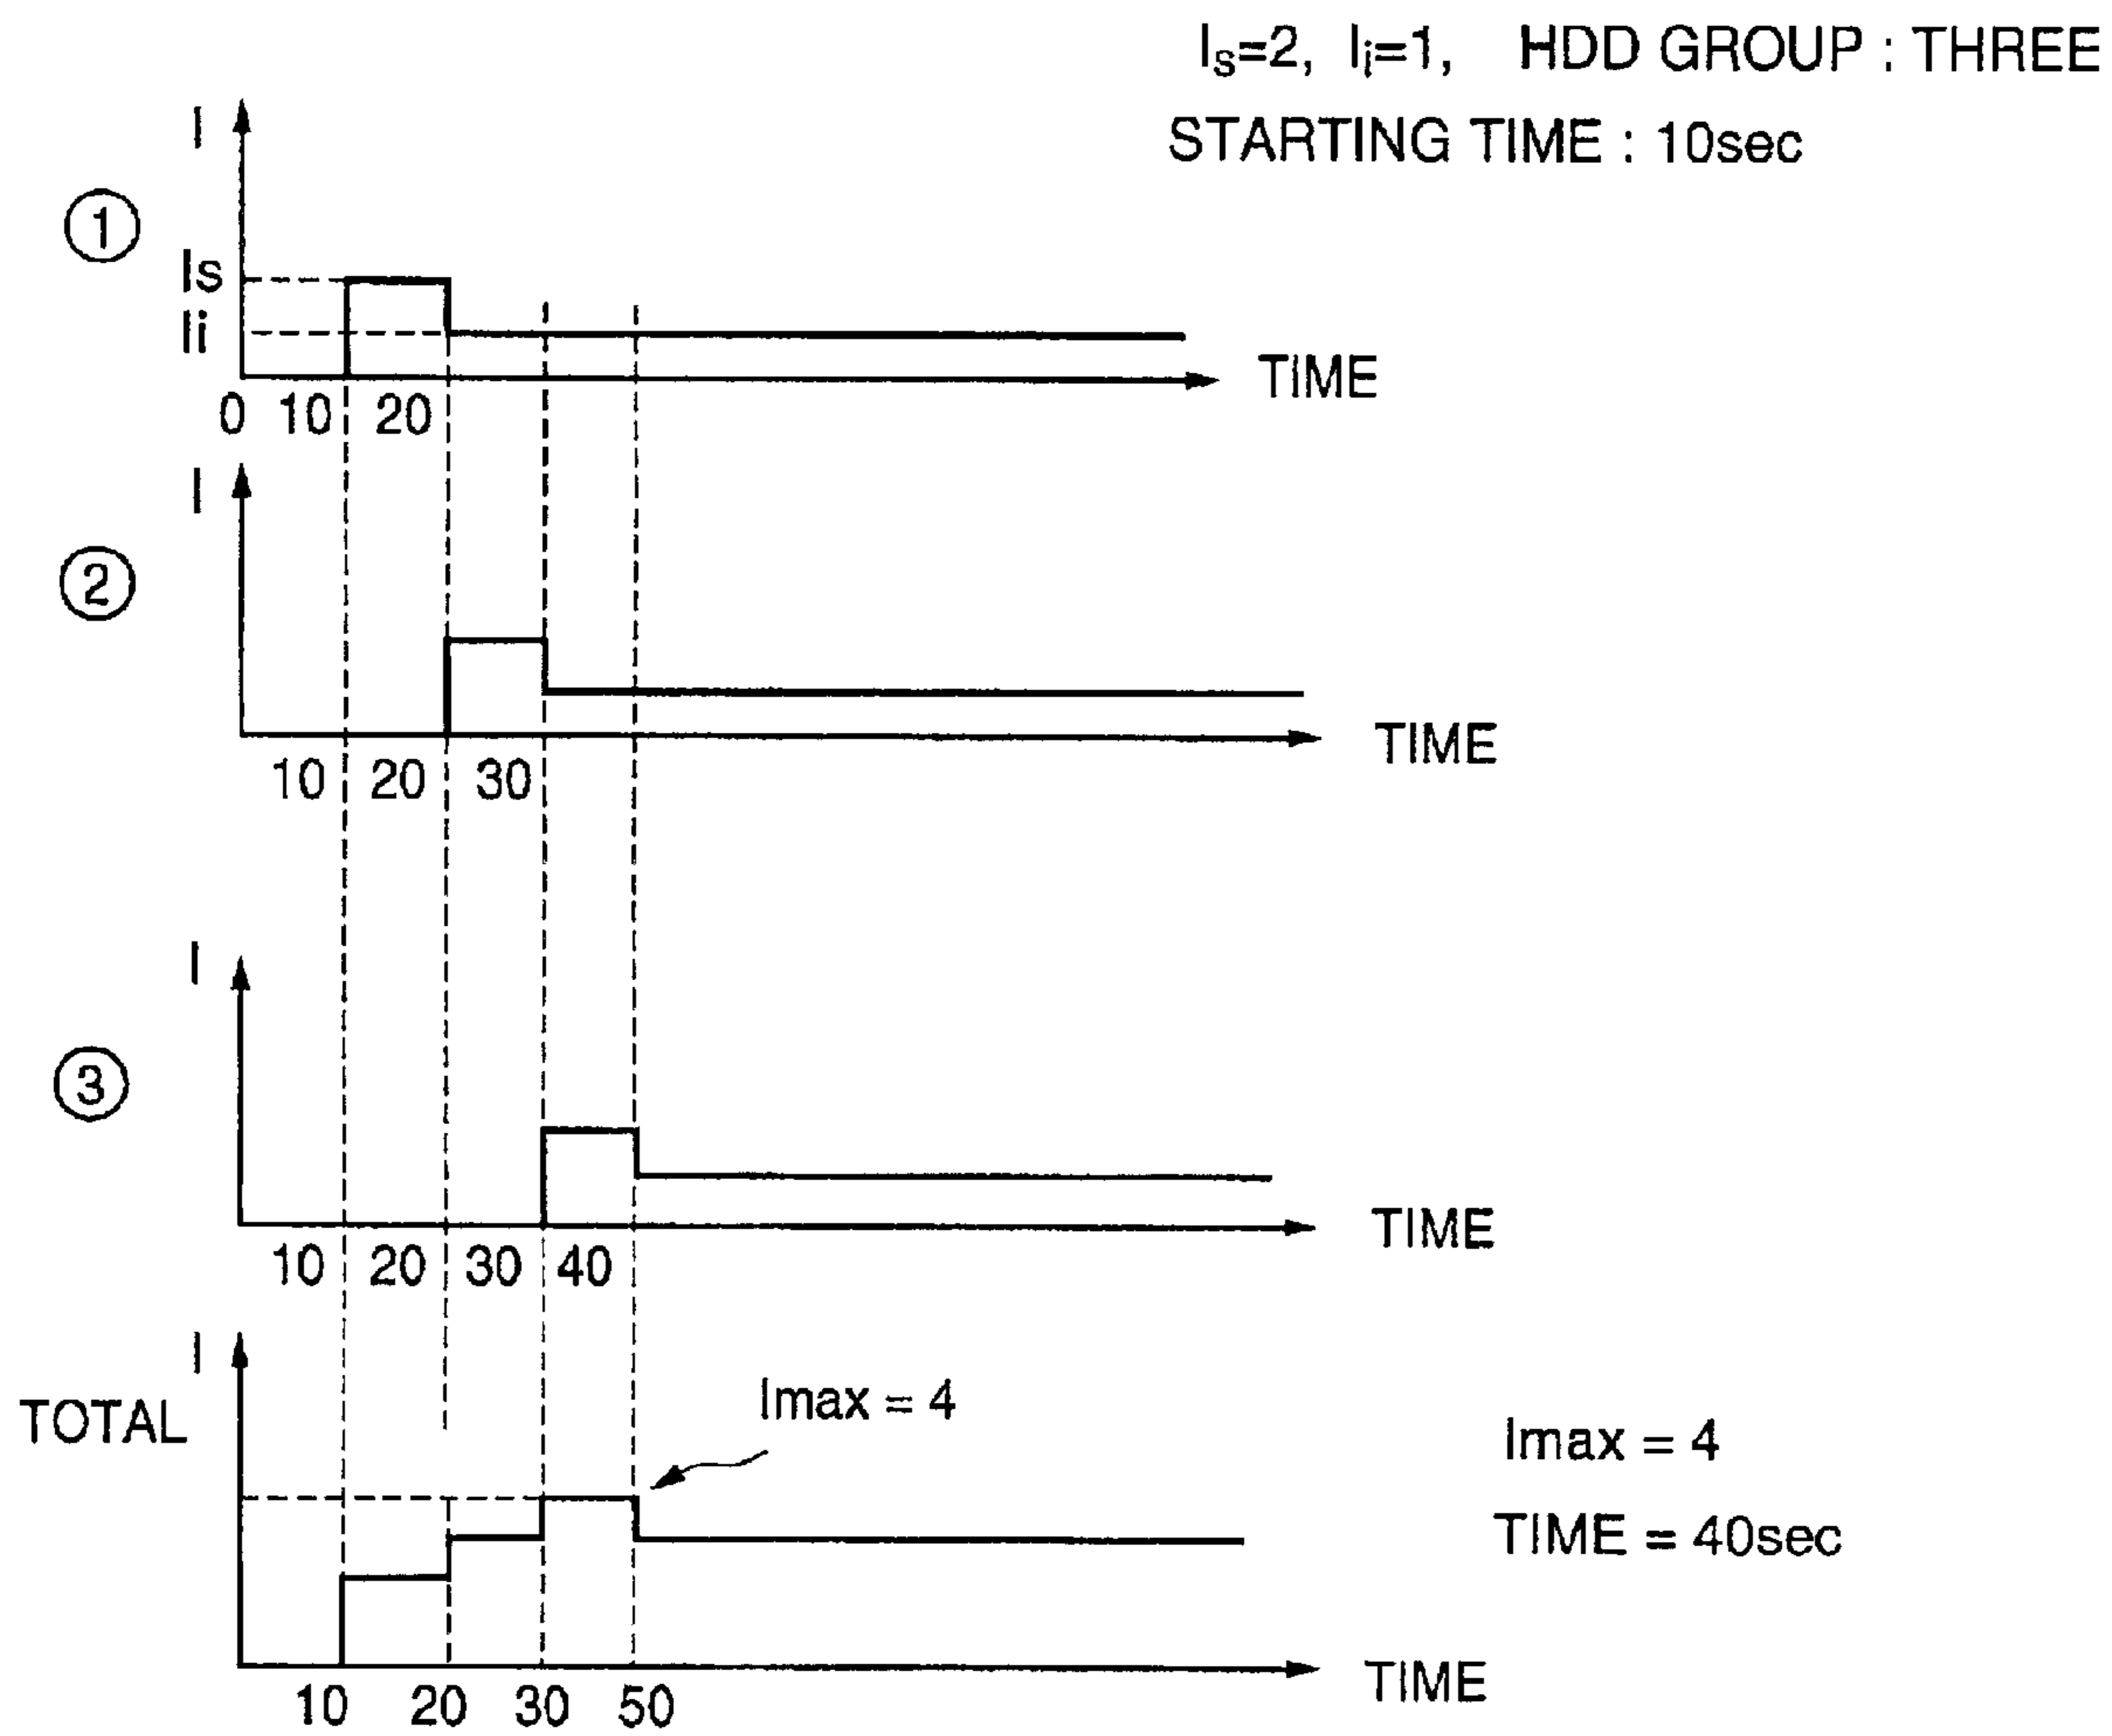 Is=2, Ii=1, HDD GROUP : THREE
STARTING TIME : 10sec
I
①
Is
Ii
TIME
0 10 20
I
②
TIME
10 20 30
I
③
TIME
10 20 30 40
I
TOTAL
Imax = 4
Imax = 4
TIME = 40sec
TIME
10 20 30 50